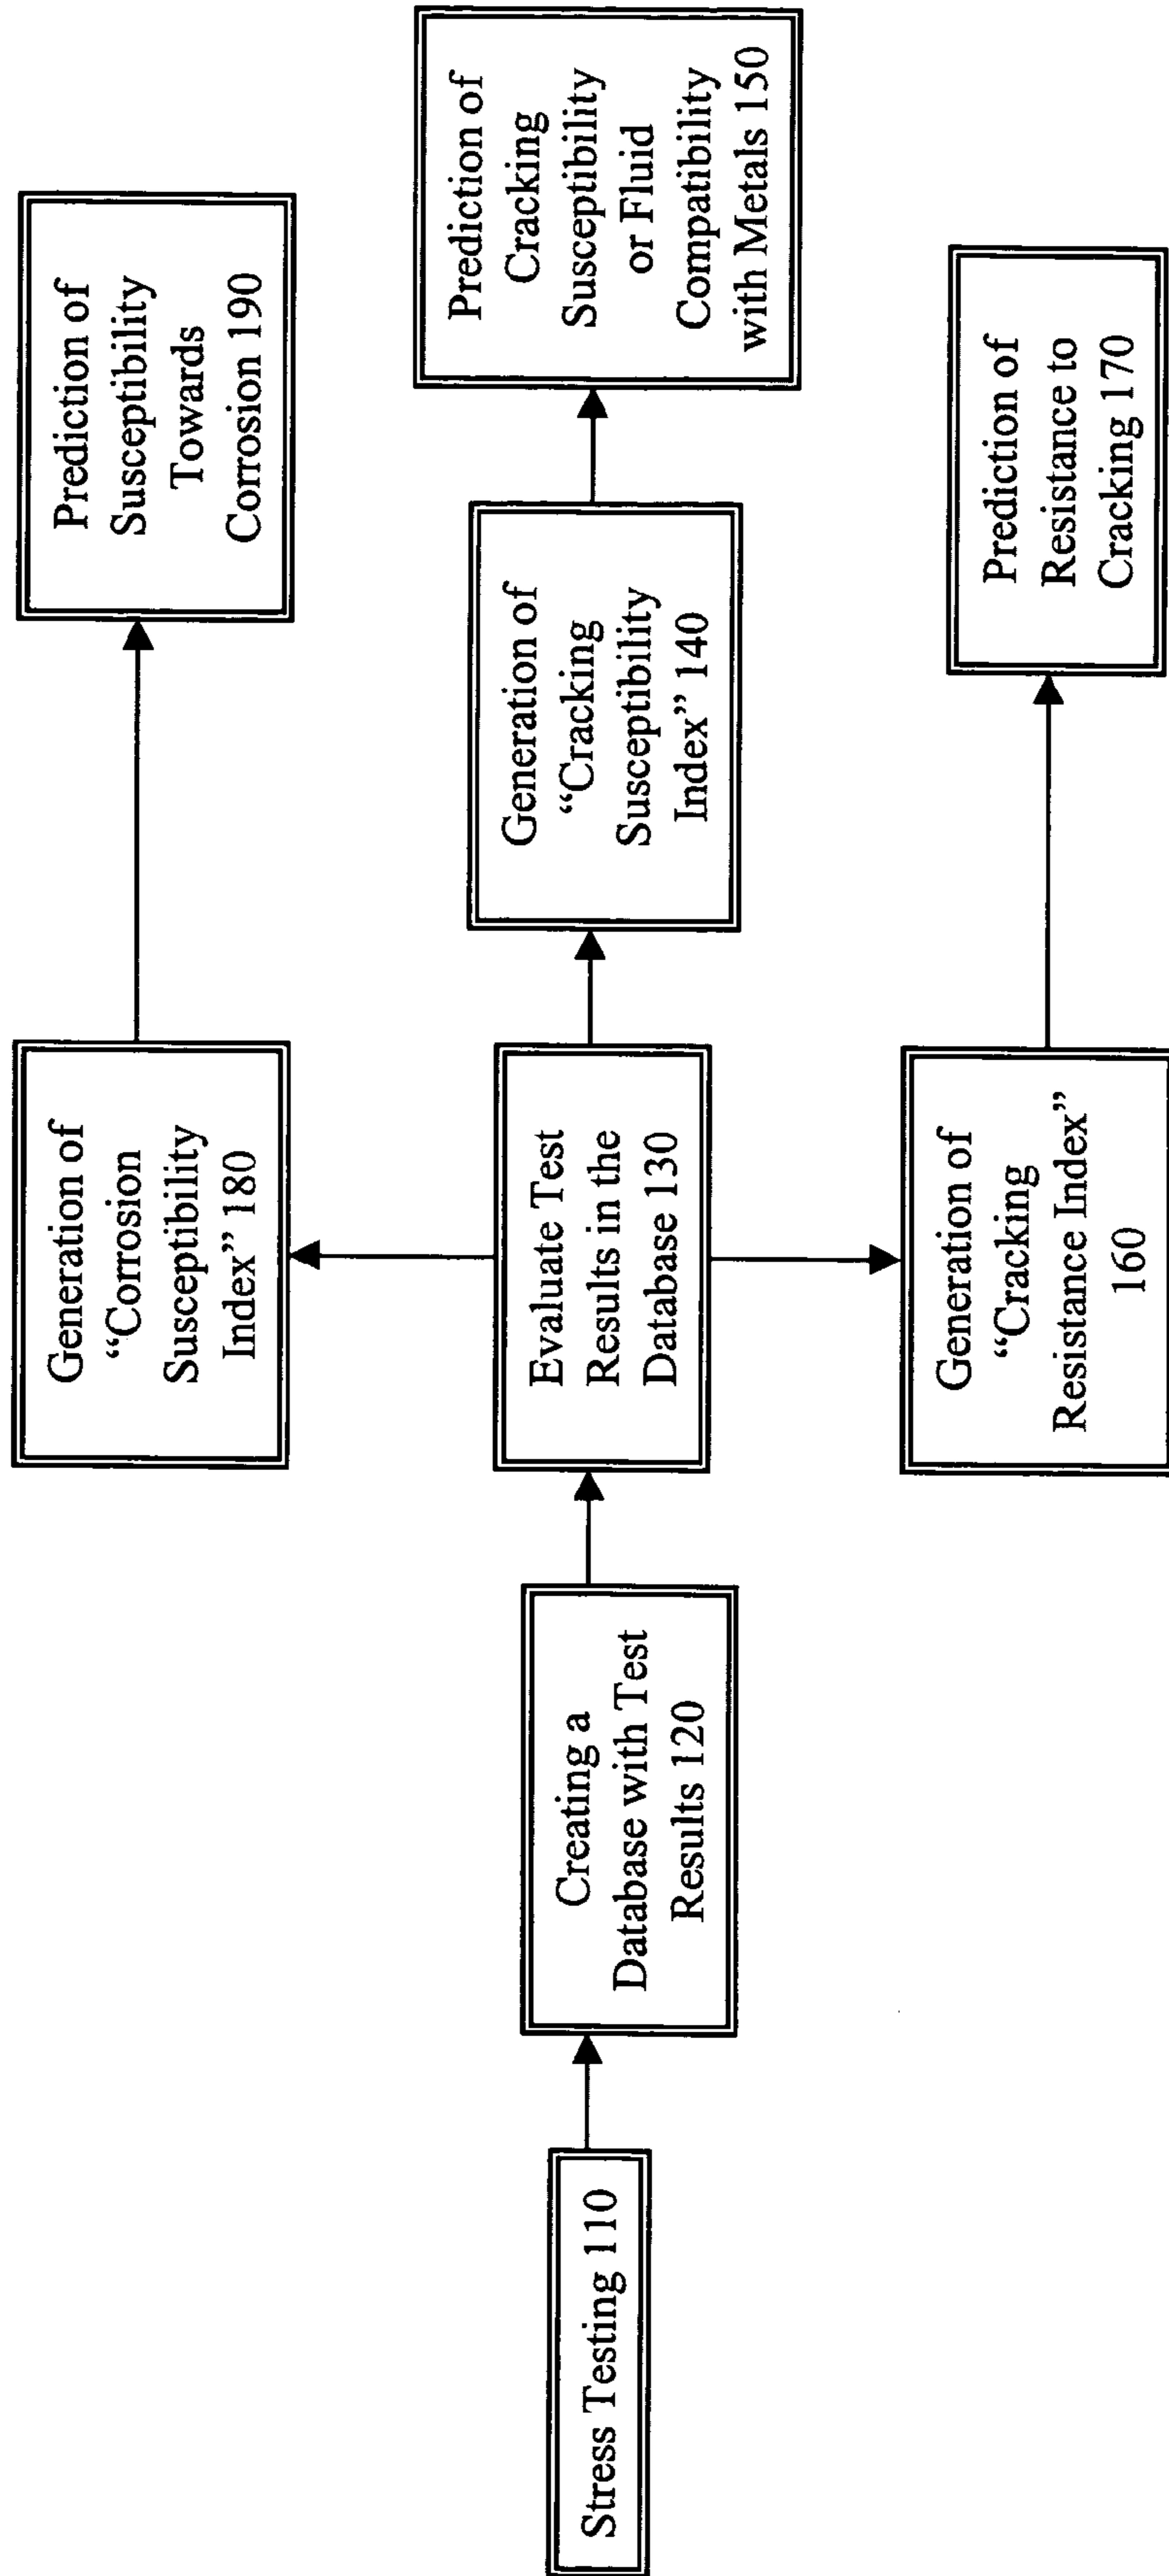 Stress Testing 110
Creating a
Database with Test
Results 120
Evaluate Test
Results in the
Database 130
Generation of
“Corrosion
Susceptibility
Index” 180
Prediction of
Susceptibility
Towards
Corrosion 190
Generation of
“Cracking
Susceptibility
Index” 140
Prediction of
Cracking
Susceptibility
or Fluid
Compatibility
with Metals 150
Generation of
“Cracking
Resistance Index”
160
Prediction of
Resistance to
Cracking 170